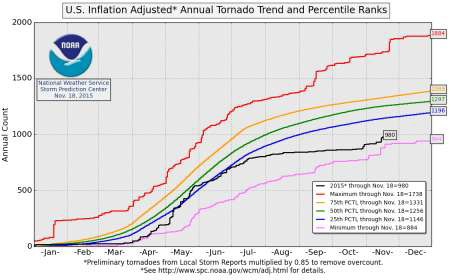 U.S. Inflation Adjusted* Annual Tornado Trend and Percentile Ranks
2000
1500
1000
500
0
Annual Count
NOAA
National Weather Service
Storm Prediction Center
Nov. 18, 2015
1884
1297
1196
980
2015* through Nov. 18=980
Maximum through Nov. 18=1738
75th PCTL through Nov. 18=1331
50th PCTL through Nov. 18=1256
25th PCTL through Nov. 18=1146
Minimum through Nov. 18=884
-Jan- -Feb- -Mar- -Apr- -May- -Jun- -Jul- -Aug- -Sep- -Oct- -Nov- -Dec-
*Preliminary tornadoes from Local Storm Reports multiplied by 0.85 to remove overcount.
*See http://www.spc.noaa.gov/wcm/adj.html for details.